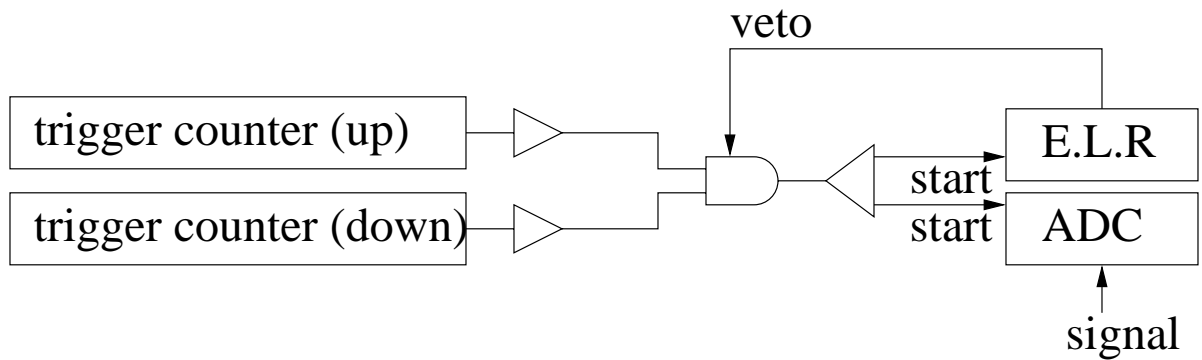 veto
trigger counter (up)
E.L.R
start
trigger counter (down)
start
ADC
signal